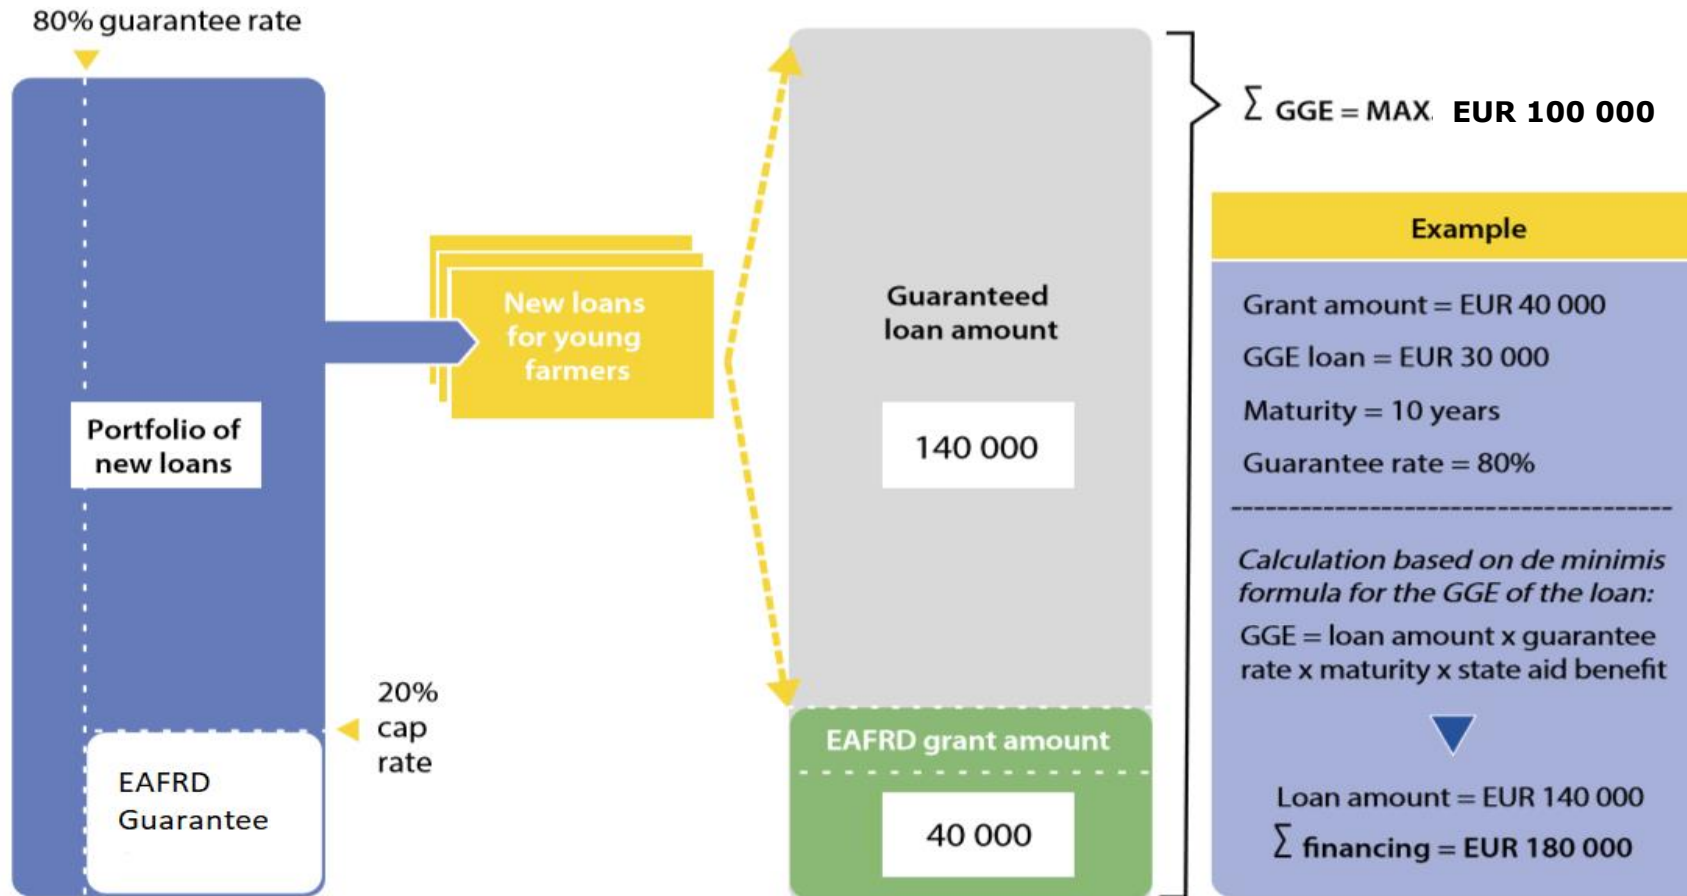 80% guarantee rate
Portfolio of
new loans
EAFRD
Guarantee
20%
cap
rate
New loans
for young
farmers
Guaranteed
loan amount
140 000
EAFRD grant amount
40 000
∑ GGE = MAX. EUR 100 000
Example
Grant amount = EUR 40 000
GGE loan = EUR 30 000
Maturity = 10 years
Guarantee rate = 80%
Calculation based on de minimis
formula for the GGE of the loan:
GGE = loan amount x guarantee
rate x maturity x state aid benefit
Loan amount = EUR 140 000
∑ financing = EUR 180 000